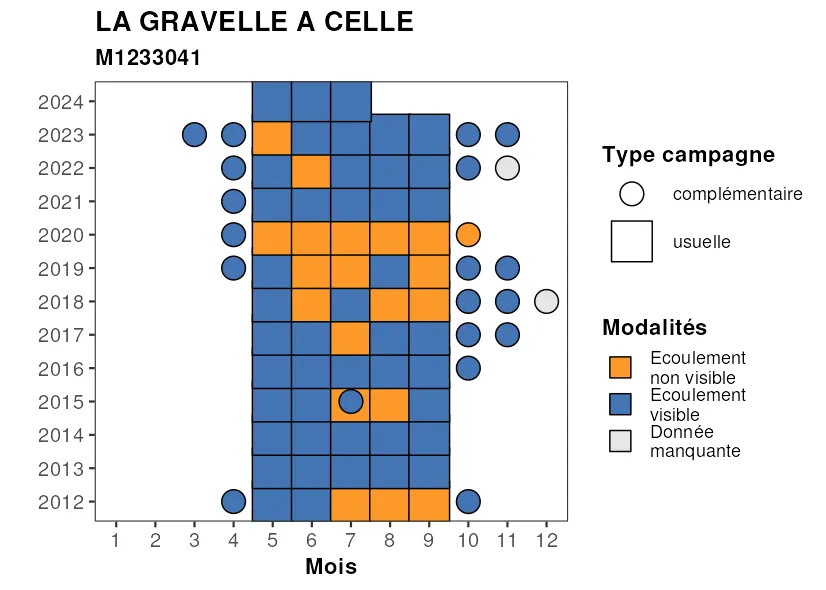 LA GRAVELLE A CELLE
M1233041
2024
2023
2022
2021
2020
2019
2018
2017
2016
2015
2014
2013
2012
1 2 3 4 5 6 7 8 9 10 11 12
Mois
Type campagne
complémentaire
usuelle
Modalités
Ecoulement
non visible
Ecoulement
visible
Donnée
manquante